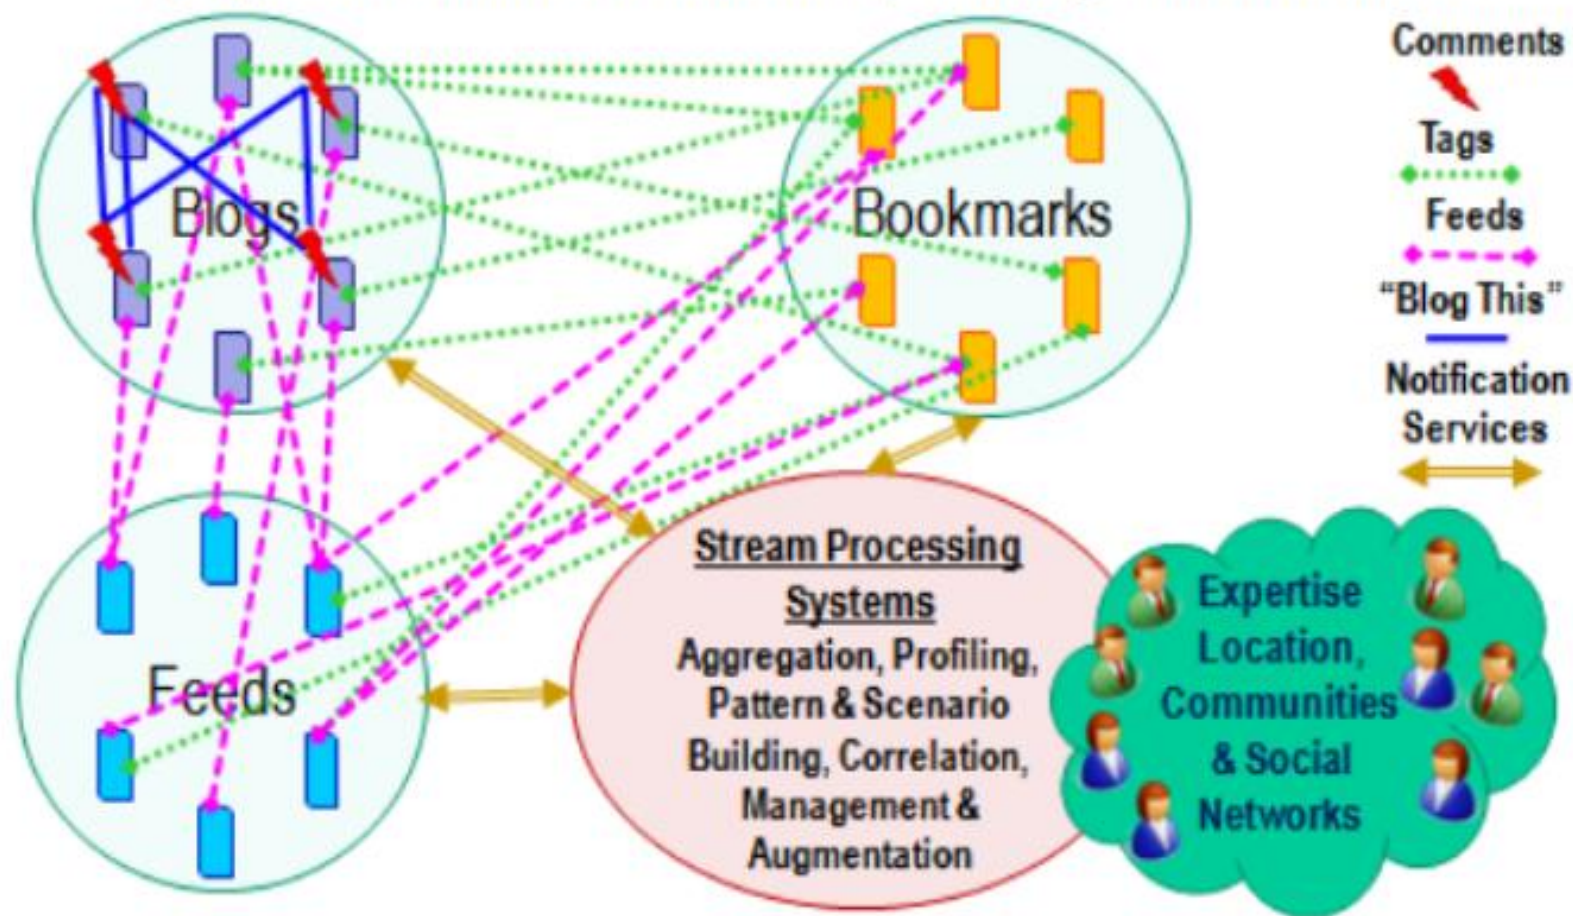 Blogs
Bookmarks
Feeds
Stream Processing
Systems
Aggregation, Profiling,
Pattern & Scenario
Building, Correlation,
Management &
Augmentation
Expertise
Location,
Communities
& Social
Networks
Comments
Tags
Feeds
“Blog This”
Notification
Services